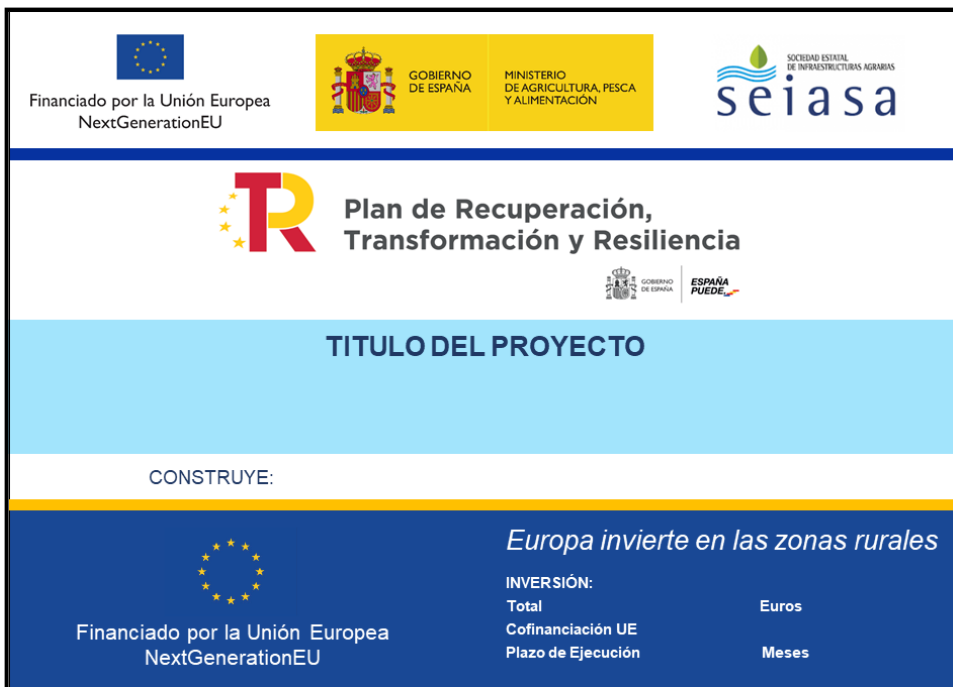 Financiado por la Unión Europea
NextGenerationEU
GOBIERNO
DE ESPAÑA
MINISTERIO
DE AGRICULTURA, PESCA
Y ALIMENTACIÓN
SOCIEDAD ESTATAL
DE INFRAESTRUCTURAS AGRARIAS
seiasa
Plan de Recuperación,
Transformación y Resiliencia
GOBIERNO
DE ESPAÑA
ESPAÑA
PUEDE
TITULO DEL PROYECTO
CONSTRUYE:
Financiado por la Unión Europea
NextGenerationEU
Europa invierte en las zonas rurales
INVERSIÓN:
Total Euros
Cofinanciación UE
Plazo de Ejecución Meses